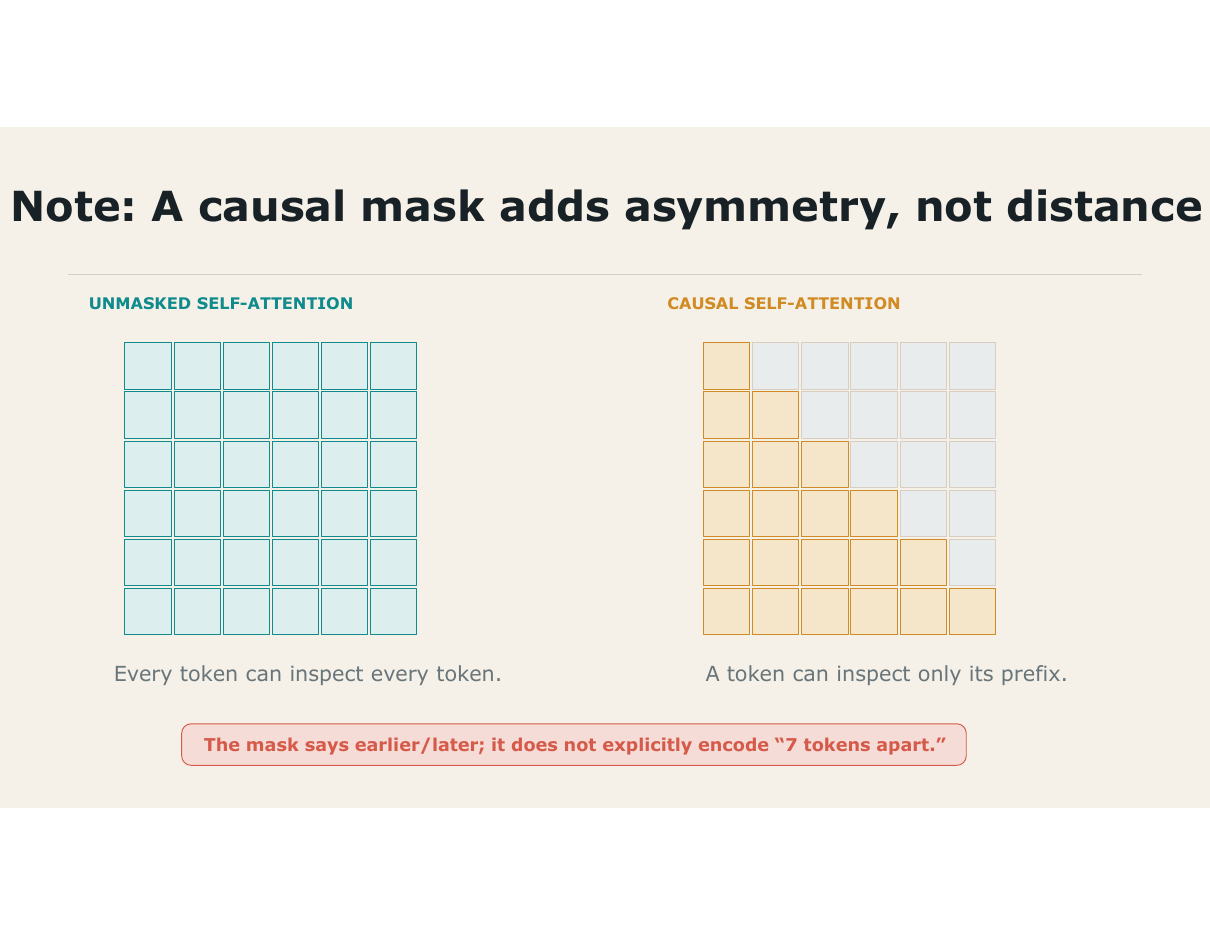 Note: A causal mask adds asymmetry, not distance
UNMASKED SELF-ATTENTION
CAUSAL SELF-ATTENTION
Every token can inspect every token.
A token can inspect only its prefix.
The mask says earlier/later; it does not explicitly encode “7 tokens apart.”